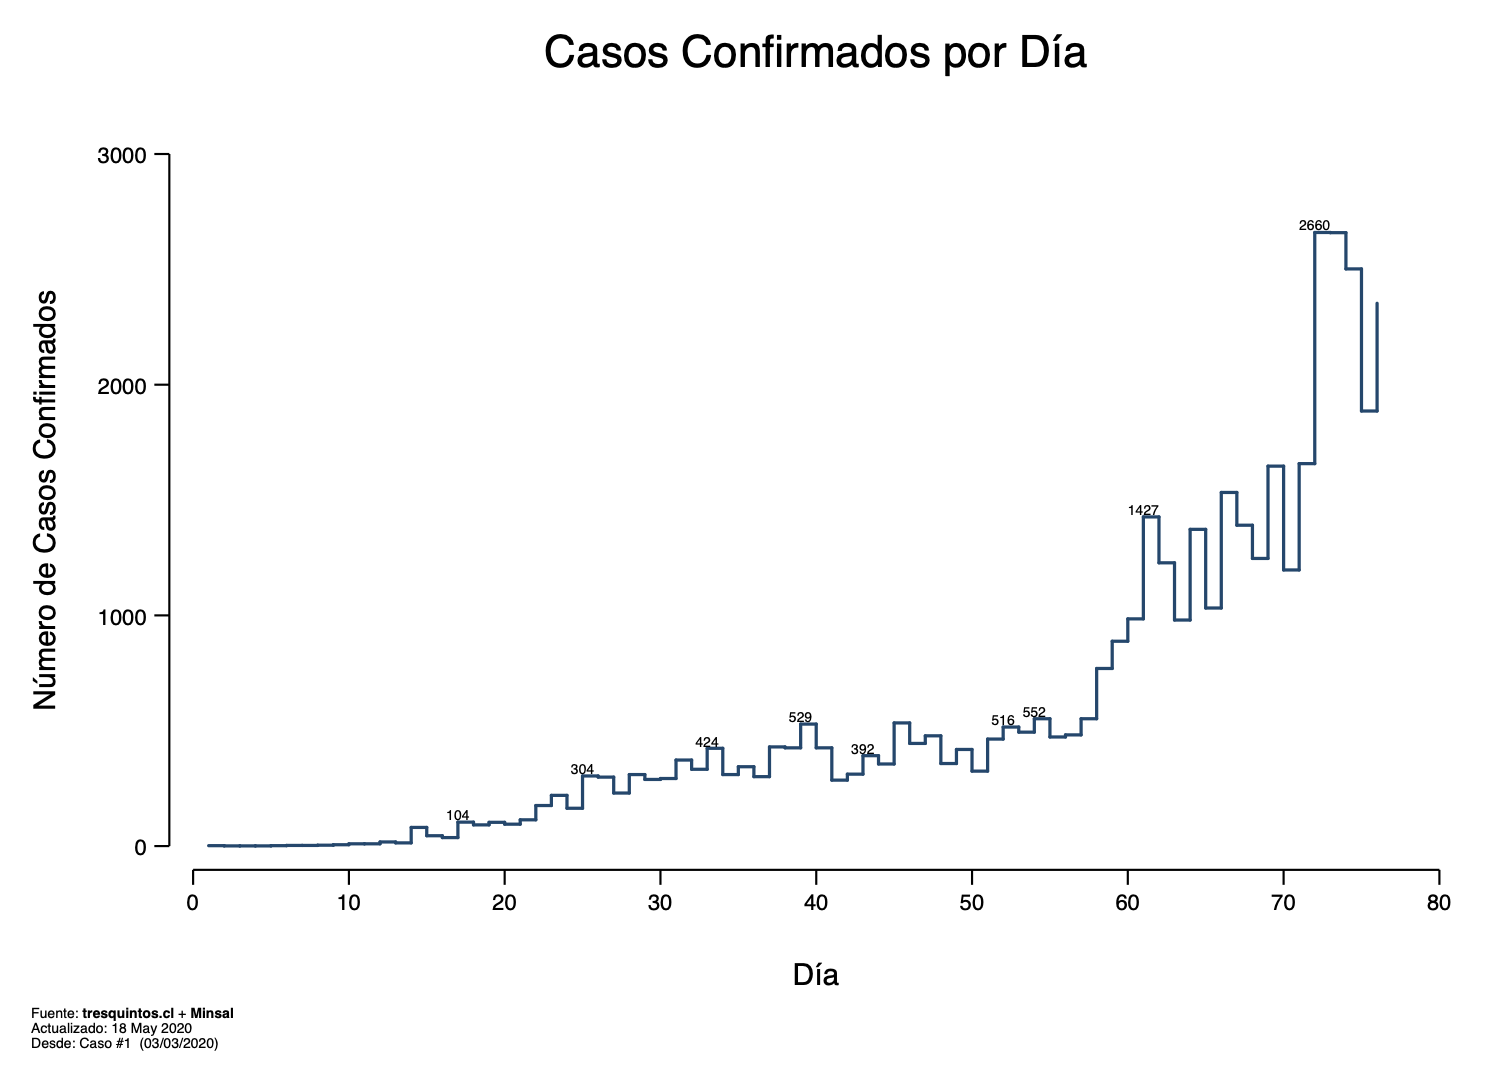 Casos Confirmados por Día
Número de Casos Confirmados
3000
2000
1000
0
2660
1427
529
424
392
516
552
304
104
0 10 20 30 40 50 60 70 80
Día
Fuente: tresquintos.cl + Minsal
Actualizado: 18 May 2020
Desde: Caso #1 (03/03/2020)